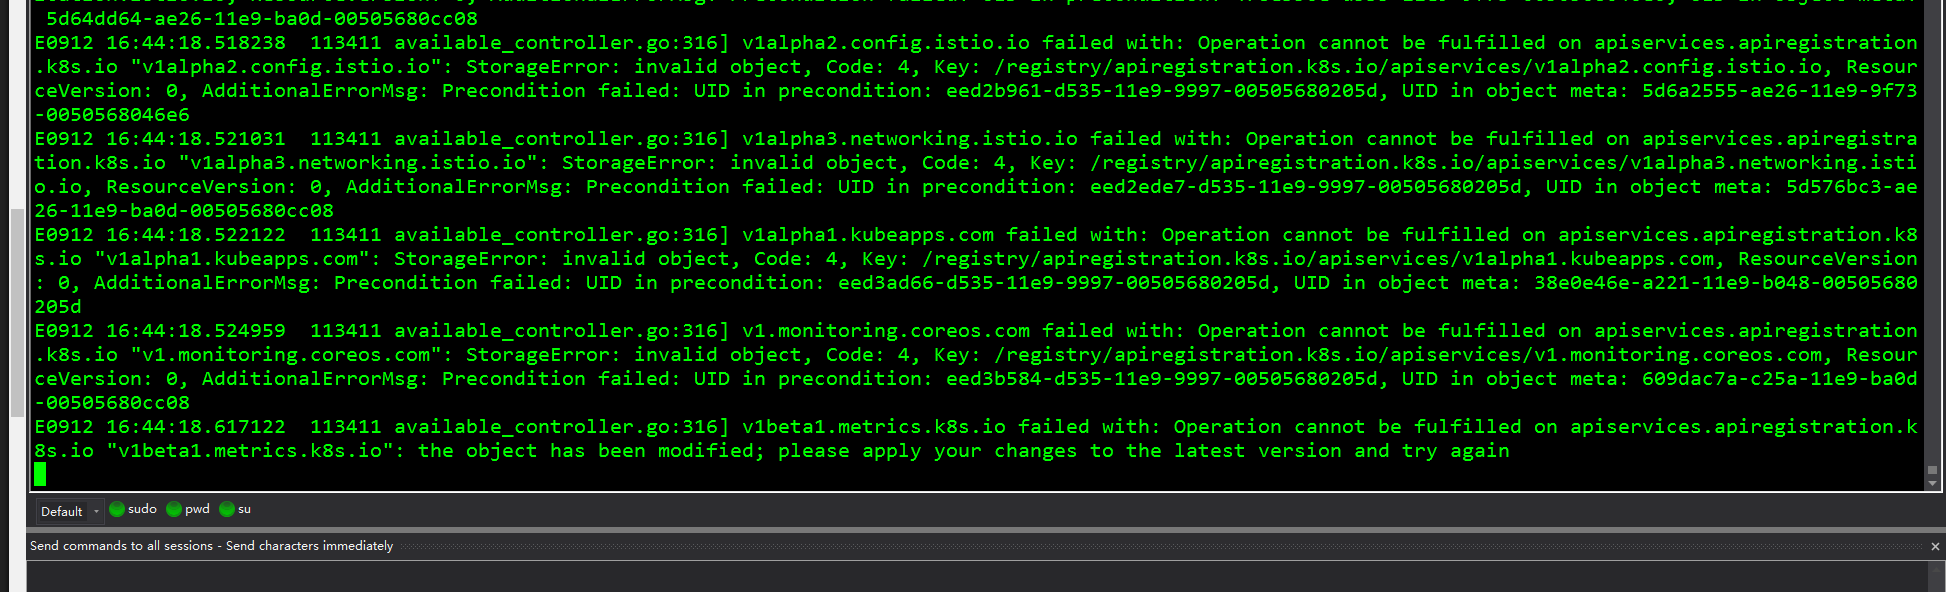 5d64dd64-ae26-11e9-ba0d-00505680cc08
E0912 16:44:18.518238  113411 available_controller.go:316] v1alpha2.config.istio.io failed with: Operation cannot be fulfilled on apiservices.apiregistration
.k8s.io "v1alpha2.config.istio.io": StorageError: invalid object, Code: 4, Key: /registry/apiregistration.k8s.io/apiservices/v1alpha2.config.istio.io, Resour
ceVersion: 0, AdditionalErrorMsg: Precondition failed: UID in precondition: eed2b961-d535-11e9-9997-00505680205d, UID in object meta: 5d6a2555-ae26-11e9-9f73
-0050568046e6
E0912 16:44:18.521031  113411 available_controller.go:316] v1alpha3.networking.istio.io failed with: Operation cannot be fulfilled on apiservices.apiregistra
tion.k8s.io "v1alpha3.networking.istio.io": StorageError: invalid object, Code: 4, Key: /registry/apiregistration.k8s.io/apiservices/v1alpha3.networking.isti
o.io, ResourceVersion: 0, AdditionalErrorMsg: Precondition failed: UID in precondition: eed2ede7-d535-11e9-9997-00505680205d, UID in object meta: 5d576bc3-ae
26-11e9-ba0d-00505680cc08
E0912 16:44:18.522122  113411 available_controller.go:316] v1alpha1.kubeapps.com failed with: Operation cannot be fulfilled on apiservices.apiregistration.k8
s.io "v1alpha1.kubeapps.com": StorageError: invalid object, Code: 4, Key: /registry/apiregistration.k8s.io/apiservices/v1alpha1.kubeapps.com, ResourceVersion
: 0, AdditionalErrorMsg: Precondition failed: UID in precondition: eed3ad66-d535-11e9-9997-00505680205d, UID in object meta: 38e0e46e-a221-11e9-b048-00505680
205d
E0912 16:44:18.524959  113411 available_controller.go:316] v1.monitoring.coreos.com failed with: Operation cannot be fulfilled on apiservices.apiregistration
.k8s.io "v1.monitoring.coreos.com": StorageError: invalid object, Code: 4, Key: /registry/apiregistration.k8s.io/apiservices/v1.monitoring.coreos.com, Resour
ceVersion: 0, AdditionalErrorMsg: Precondition failed: UID in precondition: eed3b584-d535-11e9-9997-00505680205d, UID in object meta: 609dac7a-c25a-11e9-ba0d
-00505680cc08
E0912 16:44:18.617122  113411 available_controller.go:316] v1beta1.metrics.k8s.io failed with: Operation cannot be fulfilled on apiservices.apiregistration.k
8s.io "v1beta1.metrics.k8s.io": the object has been modified; please apply your changes to the latest version and try again
Default sudo pwd su
Send commands to all sessions - Send characters immediately